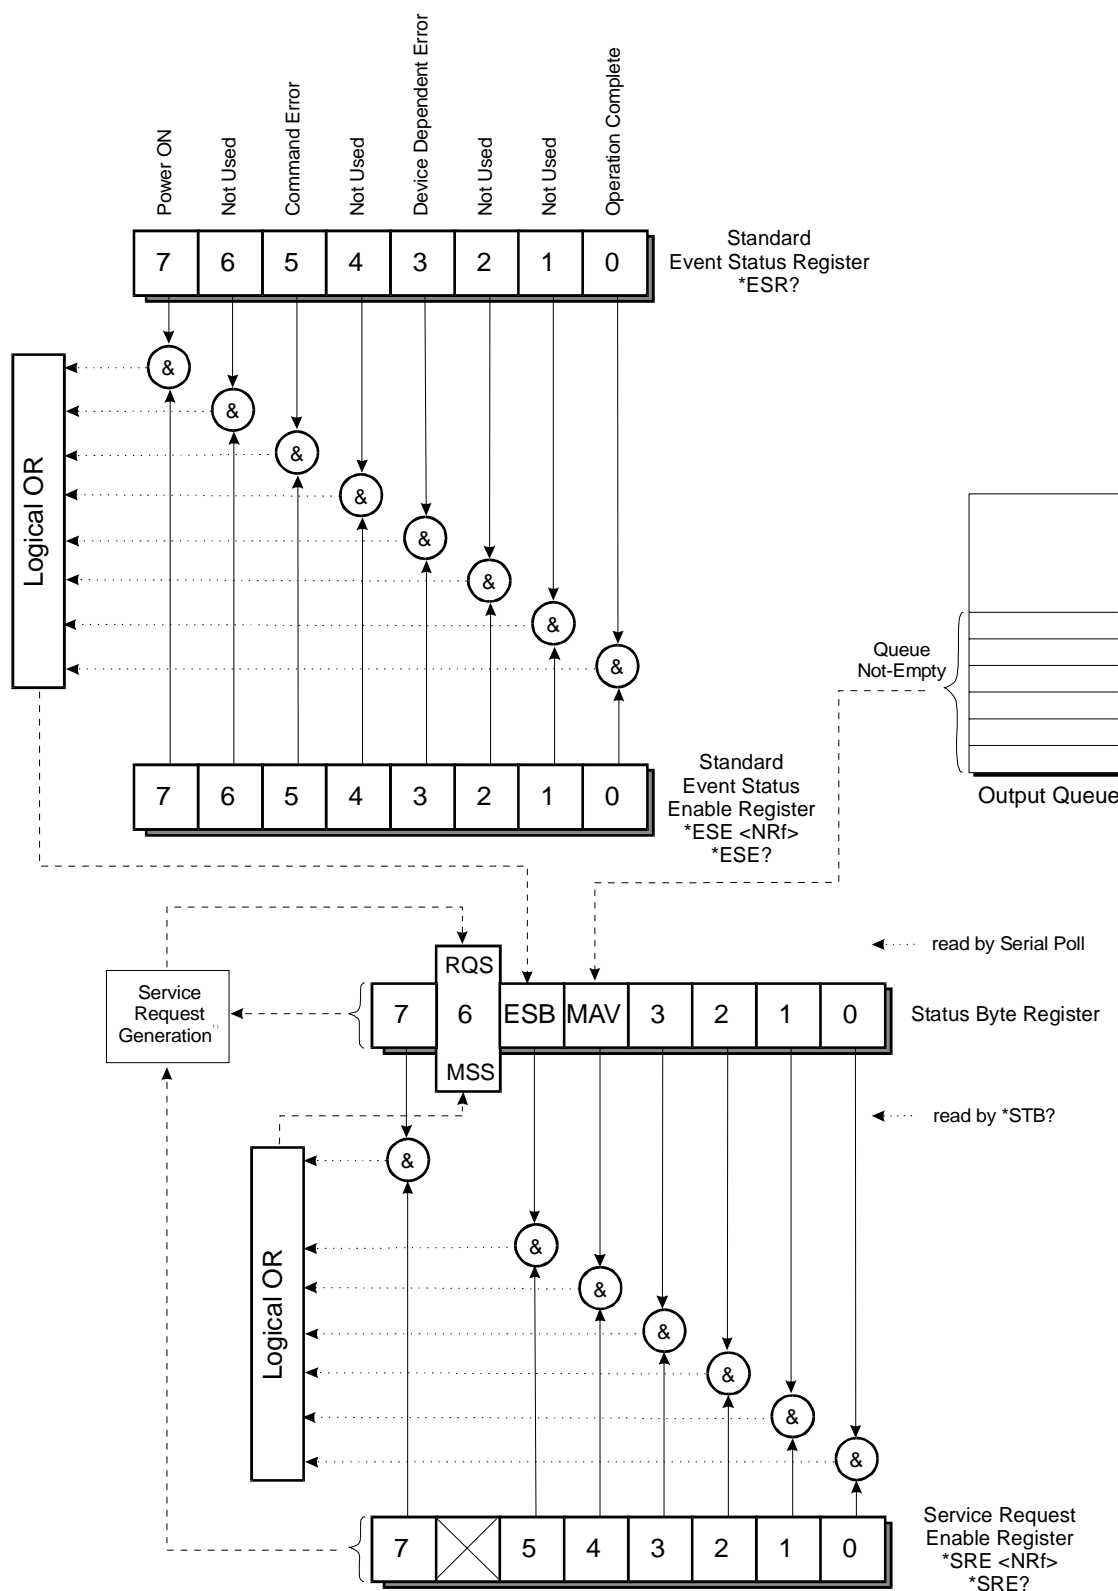 Power ON
Not Used
Command Error
Not Used
Device Dependent Error
Not Used
Not Used
Operation Complete
7 6 5 4 3 2 1 0
Standard
Event Status Register
*ESR?
Logical OR
&
&
&
&
&
&
&
&
Queue
Not-Empty
Output Queue
7 6 5 4 3 2 1 0
Standard
Event Status
Enable Register
*ESE <NRf>
*ESE?
read by Serial Poll
Service
Request
Generation
RQS
7 6 ESB MAV 3 2 1 0
MSS
Status Byte Register
read by *STB?
Logical OR
&
&
&
&
&
&
&
7 5 4 3 2 1 0
Service Request
Enable Register
*SRE <NRf>
*SRE?